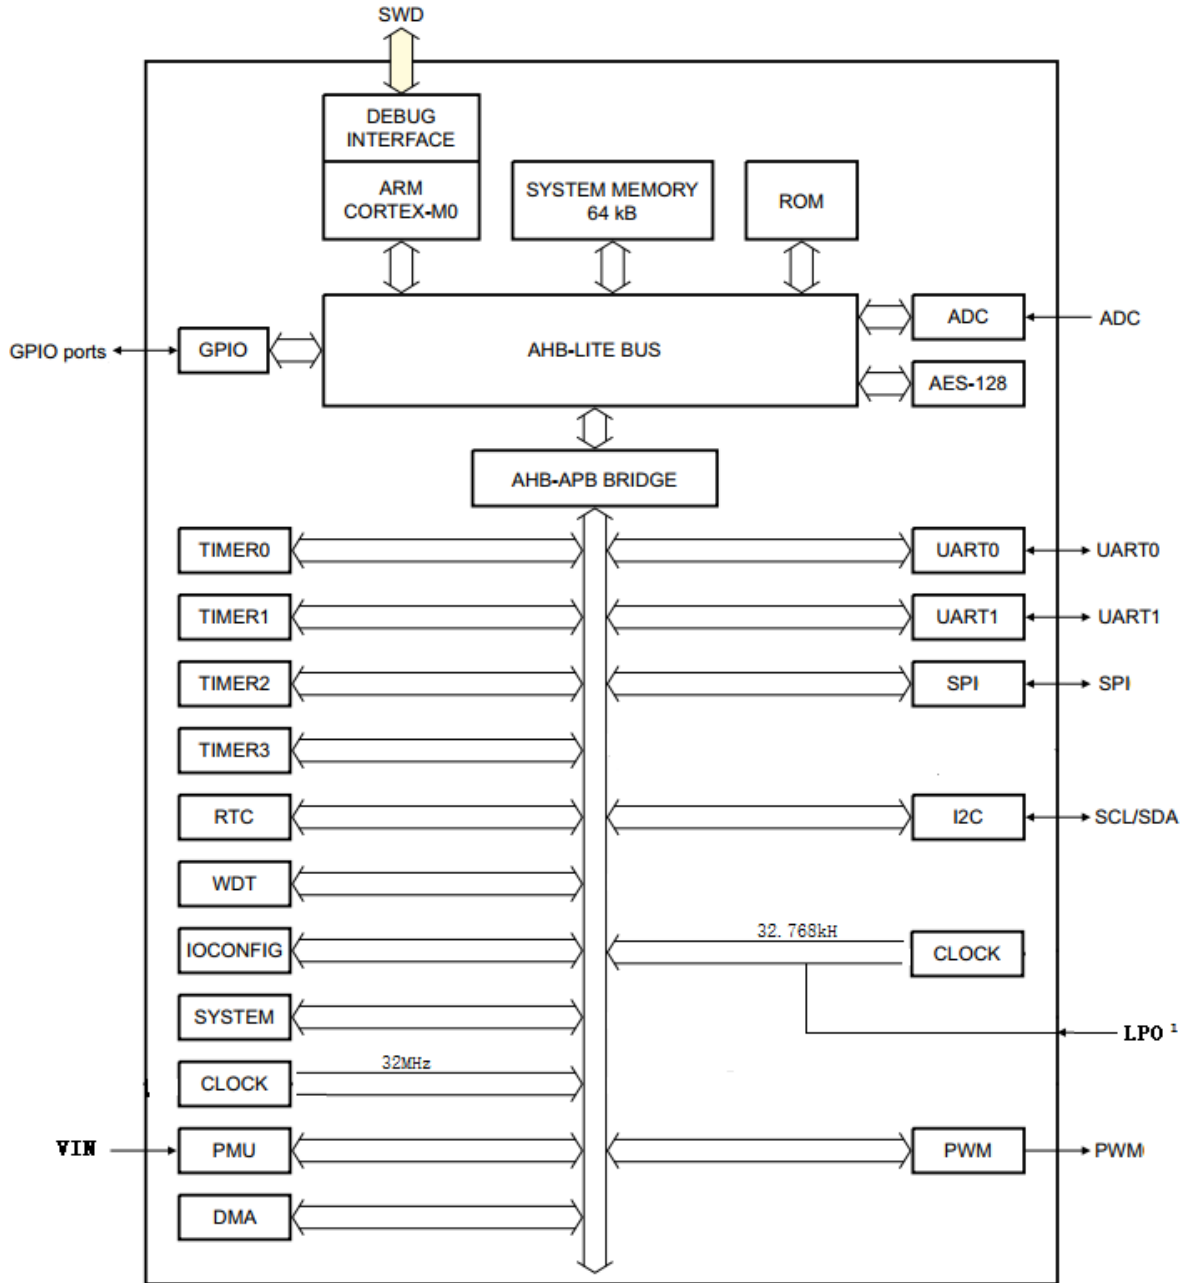 SWD
DEBUG
INTERFACE
ARM
CORTEX-M0
SYSTEM MEMORY
64 kB
ROM
GPIO ports
GPIO
AHB-LITE BUS
ADC
ADC
AES-128
AHB-APB BRIDGE
TIMER0
UART0
UART0
TIMER1
UART1
UART1
TIMER2
SPI
SPI
TIMER3
RTC
I2C
SCL/SDA
WDT
IOCONFIG
32.768kH
CLOCK
SYSTEM
LPO ¹
CLOCK
32MHz
VIN
PMU
PWM
PWM
DMA